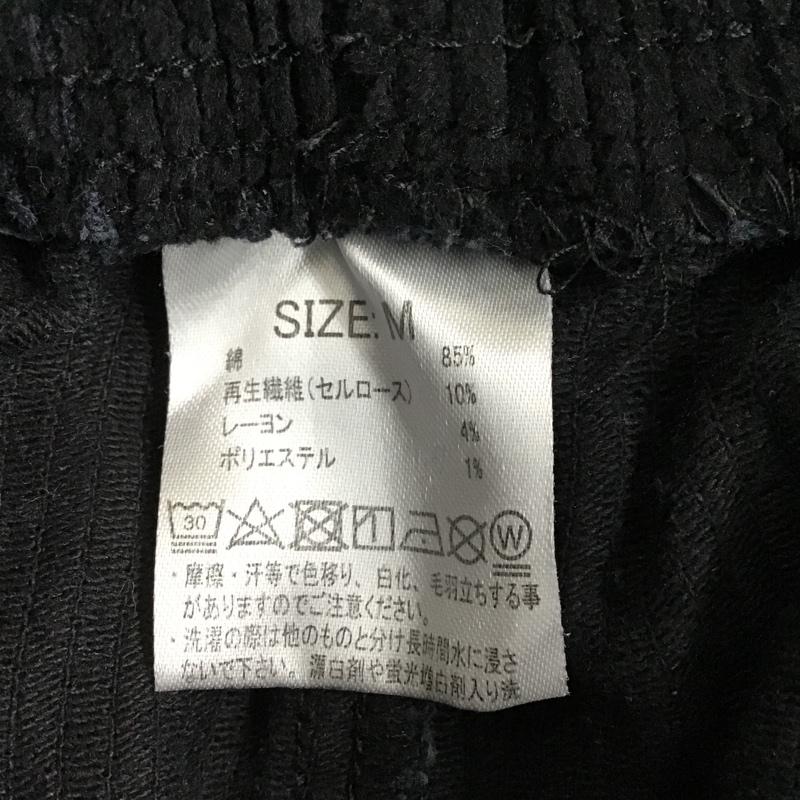 SIZE: M
綿 85%
再生繊維(セルロース) 10%
レーヨン 4%
ポリエステル 1%
30 W
・摩擦・汗等で色移り、白化、毛羽立ちする事
がありますのでご注意ください。
・洗濯の際は他のものと分け長時間水に浸さ
ないで下さい。漂白剤や蛍光増白剤入り洗